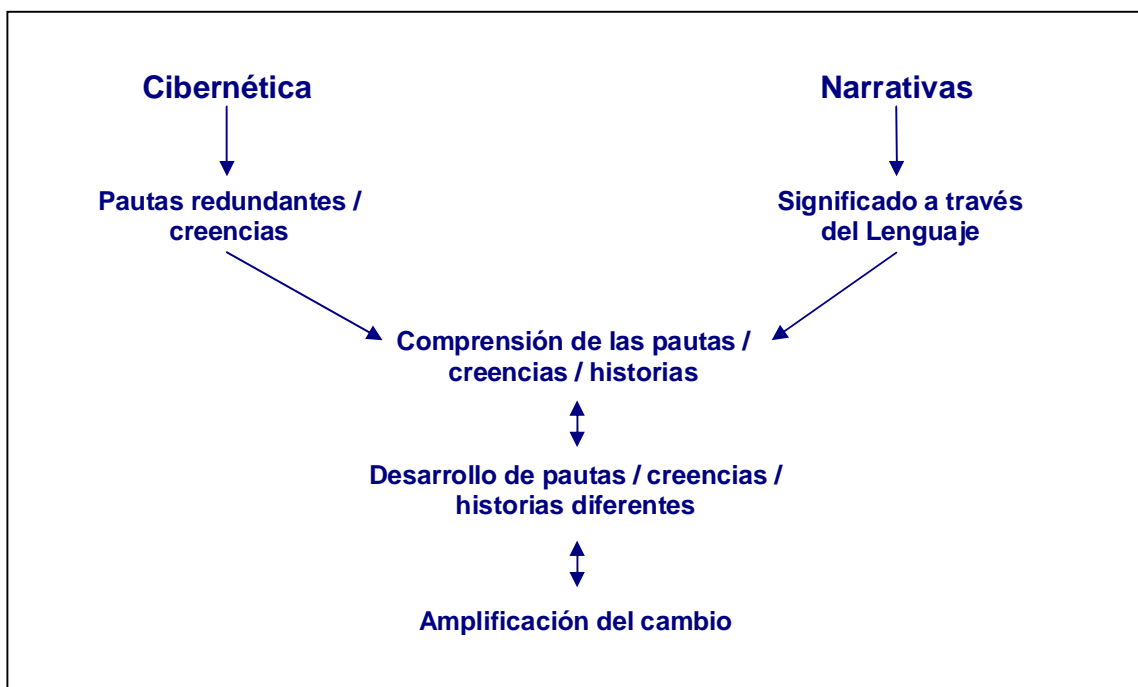 Cibernética
Narrativas
Pautas redundantes /
creencias
Significado a través
del Lenguaje
Comprensión de las pautas /
creencias / historias
Desarrollo de pautas / creencias /
historias diferentes
Amplificación del cambio